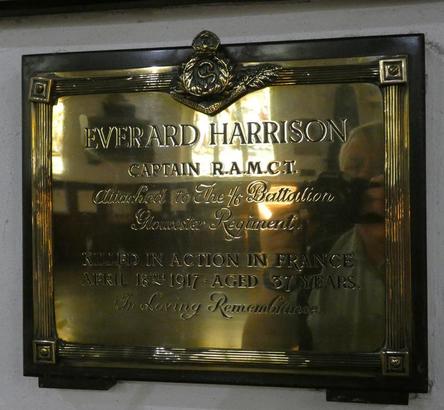 EVERARD HARRISON
CAPTAIN R.A.M.C.T.
Attached to The 1/6 Battalion
Gloucester Regiment.
KILLED IN ACTION IN FRANCE
APRIL 18TH 1917 · AGED 37 YEARS.
In Loving Remembrance